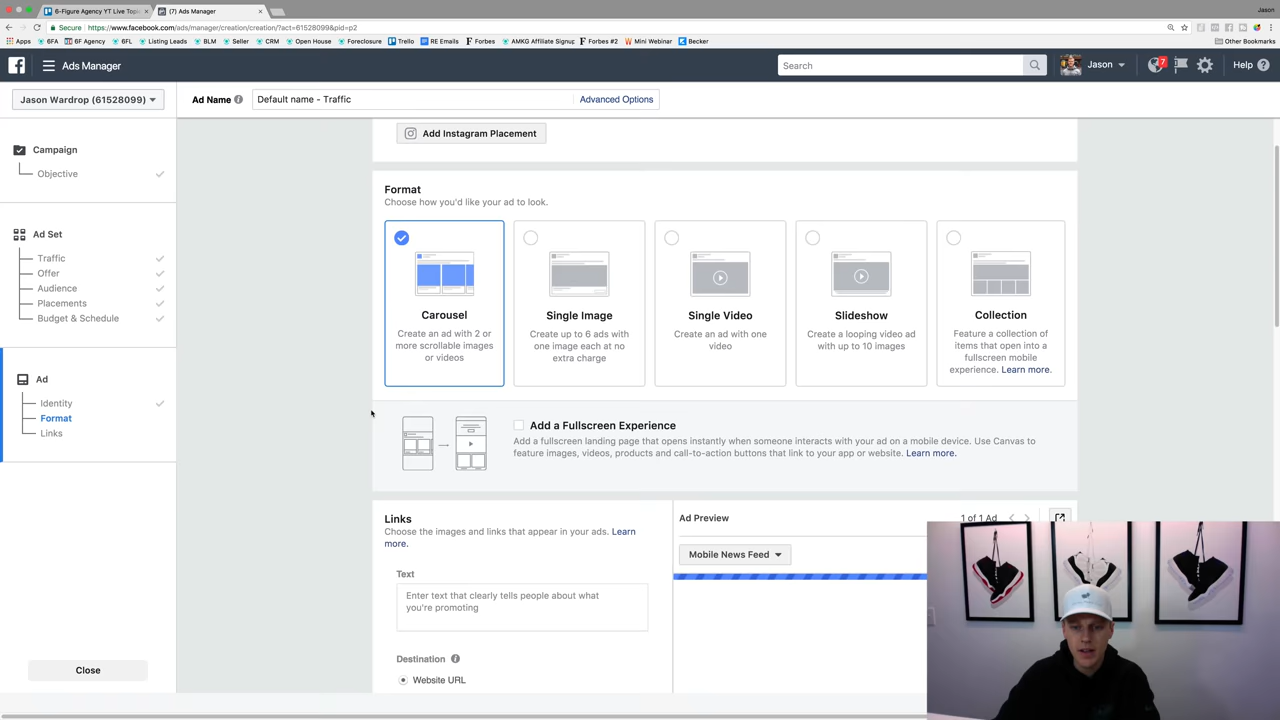 6-Figure Agency YT Live Topi
(7) Ads Manager
Jason
Secure
https://www.facebook.com/ads/manager/creation/creation/?act=61528099&pid=p2
Apps
6FA
6F Agency
6FL
Listing Leads
BLM
Seller
CRM
Open House
Foreclosure
Trello
RE Emails
Forbes
AMKG Affiliate Signup
Forbes #2
Mini Webinar
Becker
Other Bookmarks
Ads Manager
Search
Jason
7
Help
Jason Wardrop (61528099)
Ad Name
Default name - Traffic
Advanced Options
Campaign
Objective
Ad Set
Traffic
Offer
Audience
Placements
Budget & Schedule
Ad
Identity
Format
Links
Close
Add Instagram Placement
Format
Choose how you'd like your ad to look.
Carousel
Create an ad with 2 or
more scrollable images
or videos
Single Image
Create up to 6 ads with
one image each at no
extra charge
Single Video
Create an ad with one
video
Slideshow
Create a looping video ad
with up to 10 images
Collection
Feature a collection of
items that open into a
fullscreen mobile
experience. Learn more.
Add a Fullscreen Experience
Add a fullscreen landing page that opens instantly when someone interacts with your ad on a mobile device. Use Canvas to
feature images, videos, products and call-to-action buttons that link to your app or website. Learn more.
Links
Choose the images and links that appear in your ads. Learn
more.
Text
Enter text that clearly tells people about what
you're promoting
Destination
Website URL
Ad Preview
1 of 1 Ad
Mobile News Feed